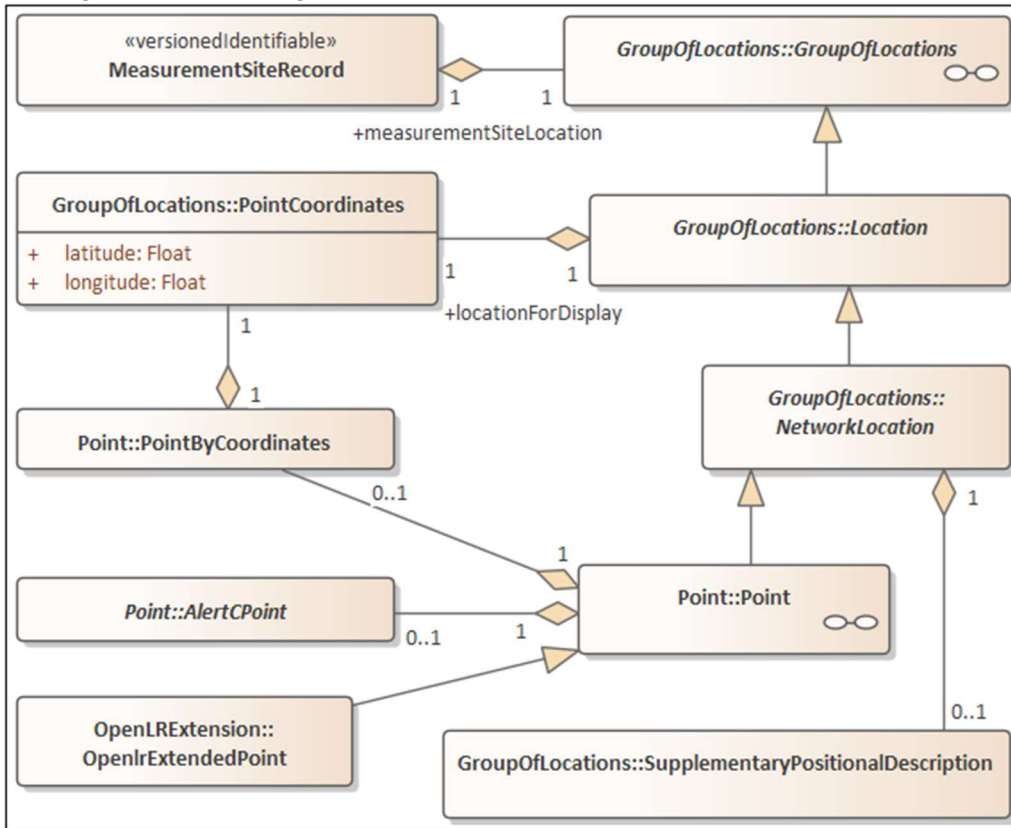 «versionedIdentifiable»
MeasurementSiteRecord
GroupOfLocations::GroupOfLocations
1
1
+measurementSiteLocation
GroupOfLocations::PointCoordinates
+ latitude: Float
+ longitude: Float
GroupOfLocations::Location
1
1
+locationForDisplay
1
1
GroupOfLocations::
NetworkLocation
Point::PointByCoordinates
0..1
1
1
Point::Point
Point::AlertCPoint
0..1
1
OpenLRExtension::
OpenlrExtendedPoint
0..1
GroupOfLocations::SupplementaryPositionalDescription